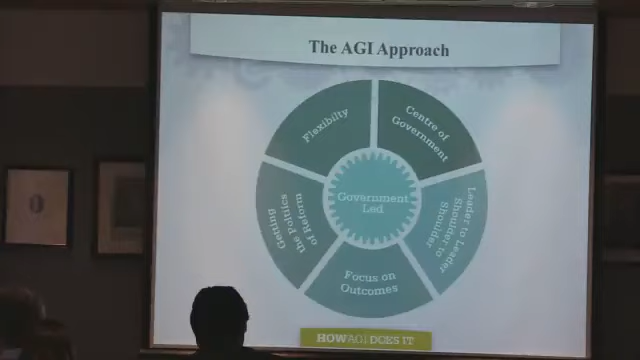 The AGI Approach
Flexibilty
Centre of
Government
Government
Led
Getting
the Politics
of Reform
Leader to Leader
Shoulder to
Shoulder
Focus on
Outcomes
HOW AGI DOES IT